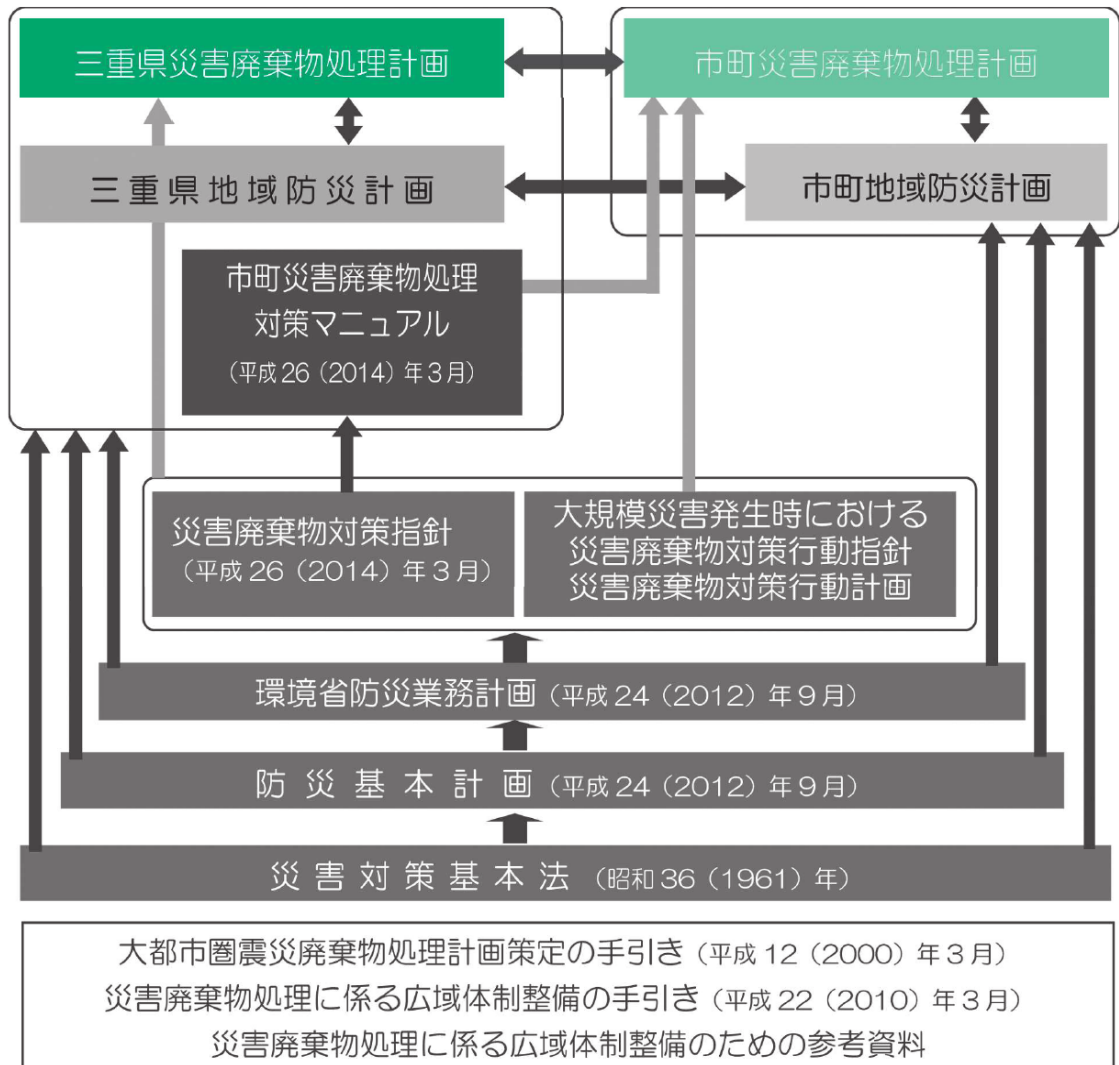 三重県災害廃棄物処理計画
市町災害廃棄物処理計画
三重県地域防災計画
市町地域防災計画
市町災害廃棄物処理
対策マニュアル
（平成26（2014）年3月）
災害廃棄物対策指針
（平成26（2014）年3月）
大規模災害発生時における
災害廃棄物対策行動指針
災害廃棄物対策行動計画
環境省防災業務計画（平成24（2012）年9月）
防災基本計画（平成24（2012）年9月）
災害対策基本法（昭和36（1961）年）
大都市圏震災廃棄物処理計画策定の手引き（平成12（2000）年3月）
災害廃棄物処理に係る広域体制整備の手引き（平成22（2010）年3月）
災害廃棄物処理に係る広域体制整備のための参考資料